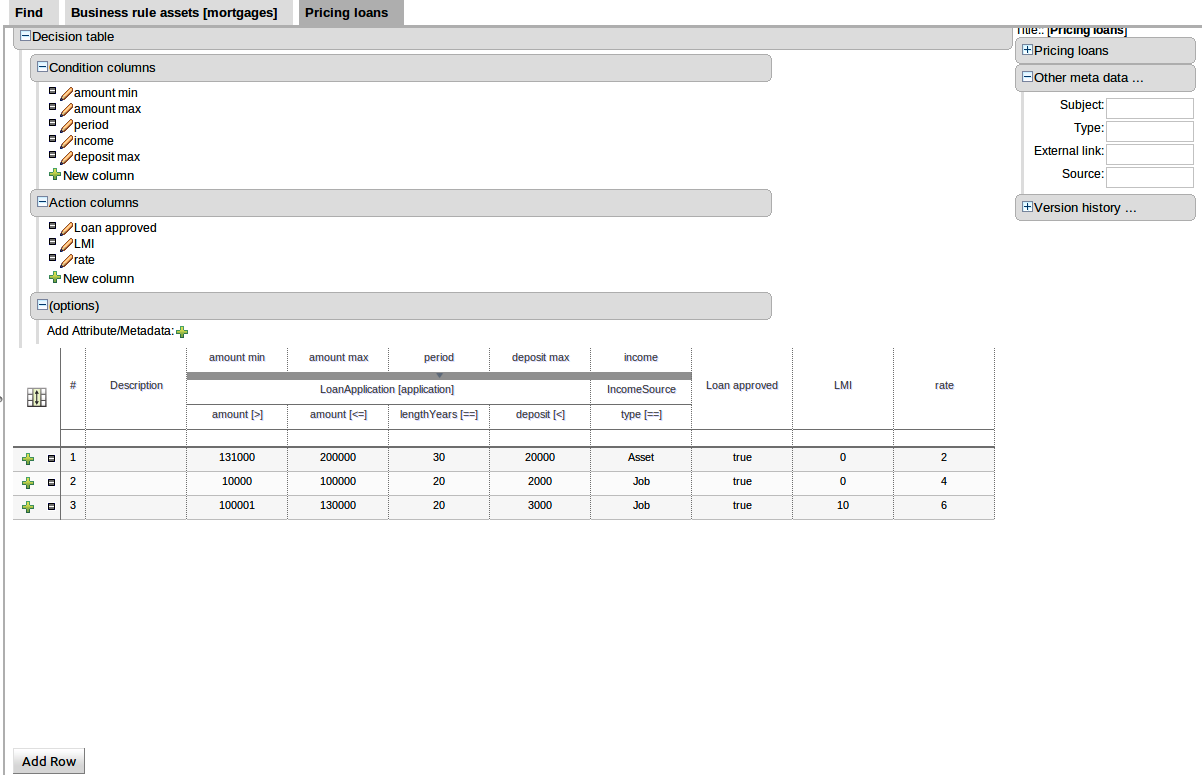 Find Business rule assets [mortgages] Pricing loans
Title:: [Pricing loans]
Decision table
Pricing loans
Condition columns
Other meta data ...
amount min
amount max
period
income
deposit max
New column
Subject:
Type:
External link:
Source:
Action columns
Version history ...
Loan approved
LMI
rate
New column
(options)
Add Attribute/Metadata:
amount min amount max period deposit max income
# Description Loan approved LMI rate
LoanApplication [application] IncomeSource
amount [>] amount [<=] lengthYears [==] deposit [<] type [==]
1 131000 200000 30 20000 Asset true 0 2
2 10000 100000 20 2000 Job true 0 4
3 100001 130000 20 3000 Job true 10 6
Add Row